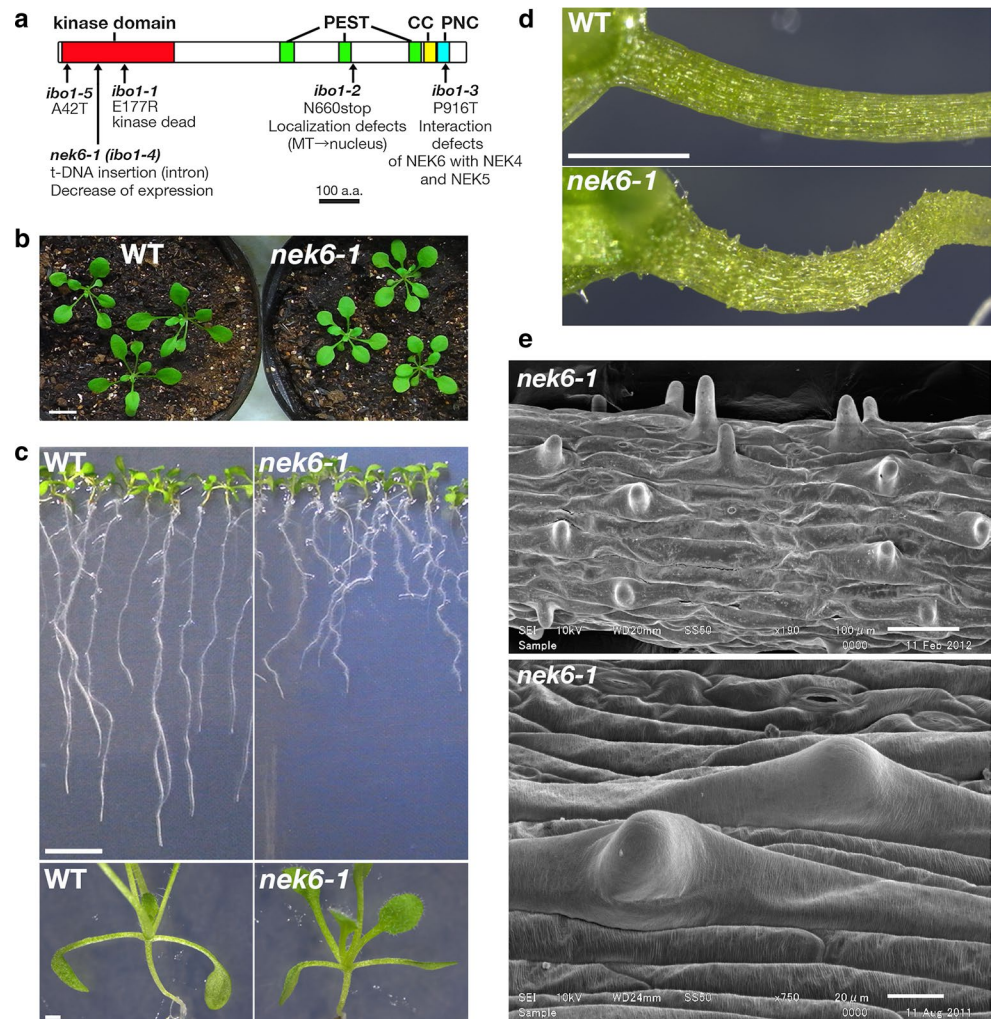 a
kinase domain
PEST
CC
PNC
ibo1-5
A42T
ibo1-1
E177R
kinase dead
nek6-1 (ibo1-4)
t-DNA insertion (intron)
Decrease of expression
ibo1-2
N660stop
Localization defects
(MT→nucleus)
ibo1-3
P916T
Interaction
defects
of NEK6 with NEK4
and NEK5
100 a.a.
b
WT
nek6-1
c
WT
nek6-1
WT
nek6-1
d
WT
nek6-1
e
nek6-1
SEI 10kV WD20mm SS50 x190 100μm
Sample 0000 11 Feb 2012
nek6-1
SEI 10kV WD24mm SS50 x750 20μm
Sample 0000 11 Aug 2011